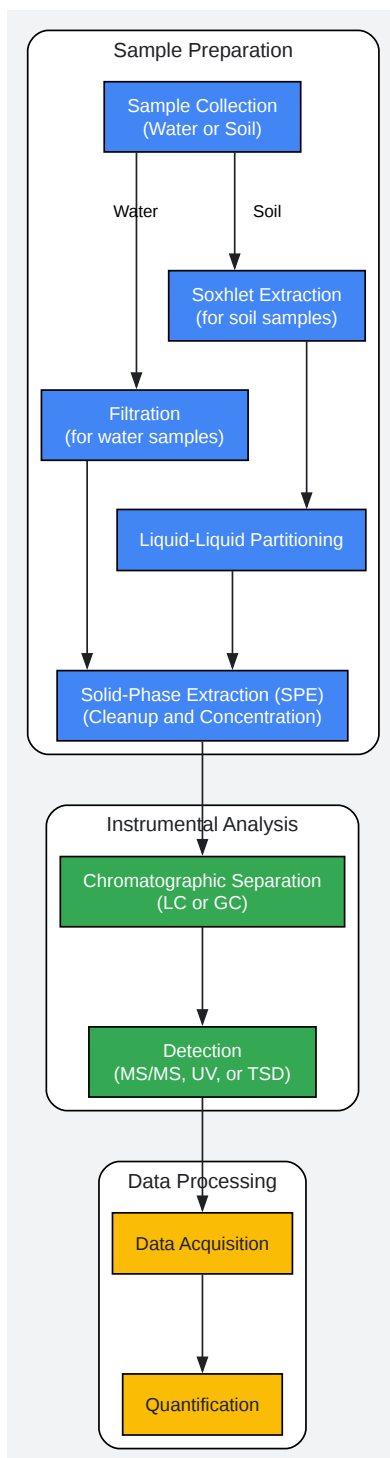 Sample Preparation
Sample Collection
(Water or Soil)
Water
Soil
Soxhlet Extraction
(for soil samples)
Filtration
(for water samples)
Liquid-Liquid Partitioning
Solid-Phase Extraction (SPE)
(Cleanup and Concentration)
Instrumental Analysis
Chromatographic Separation
(LC or GC)
Detection
(MS/MS, UV, or TSD)
Data Processing
Data Acquisition
Quantification